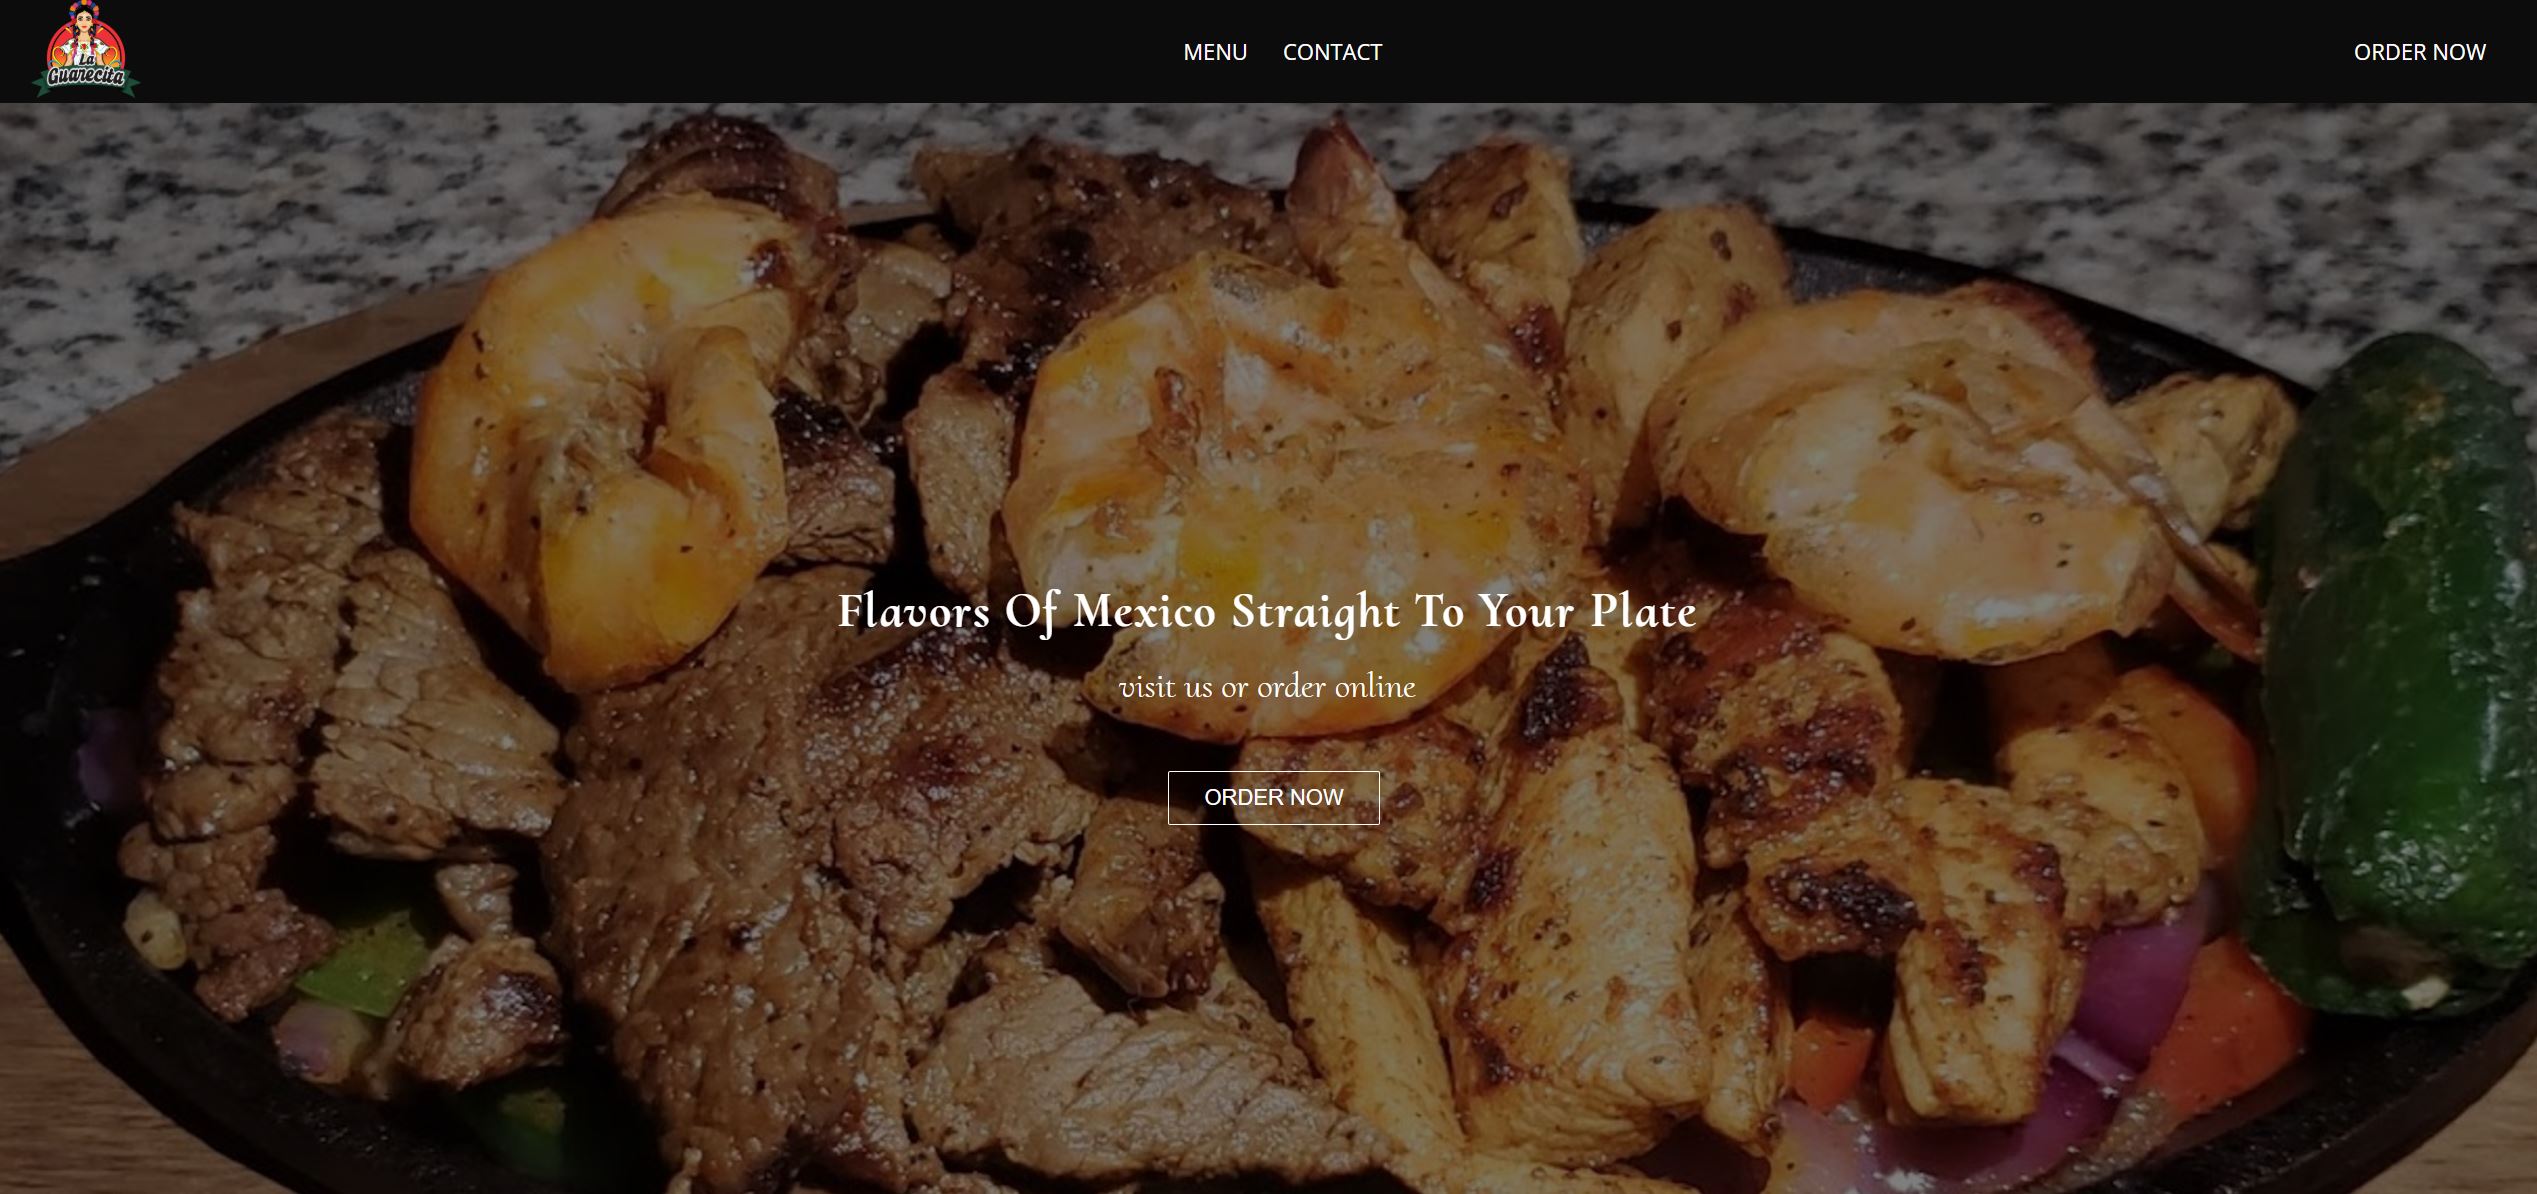 La
Guarecita
MENU CONTACT ORDER NOW
Flavors Of Mexico Straight To Your Plate
visit us or order online
ORDER NOW